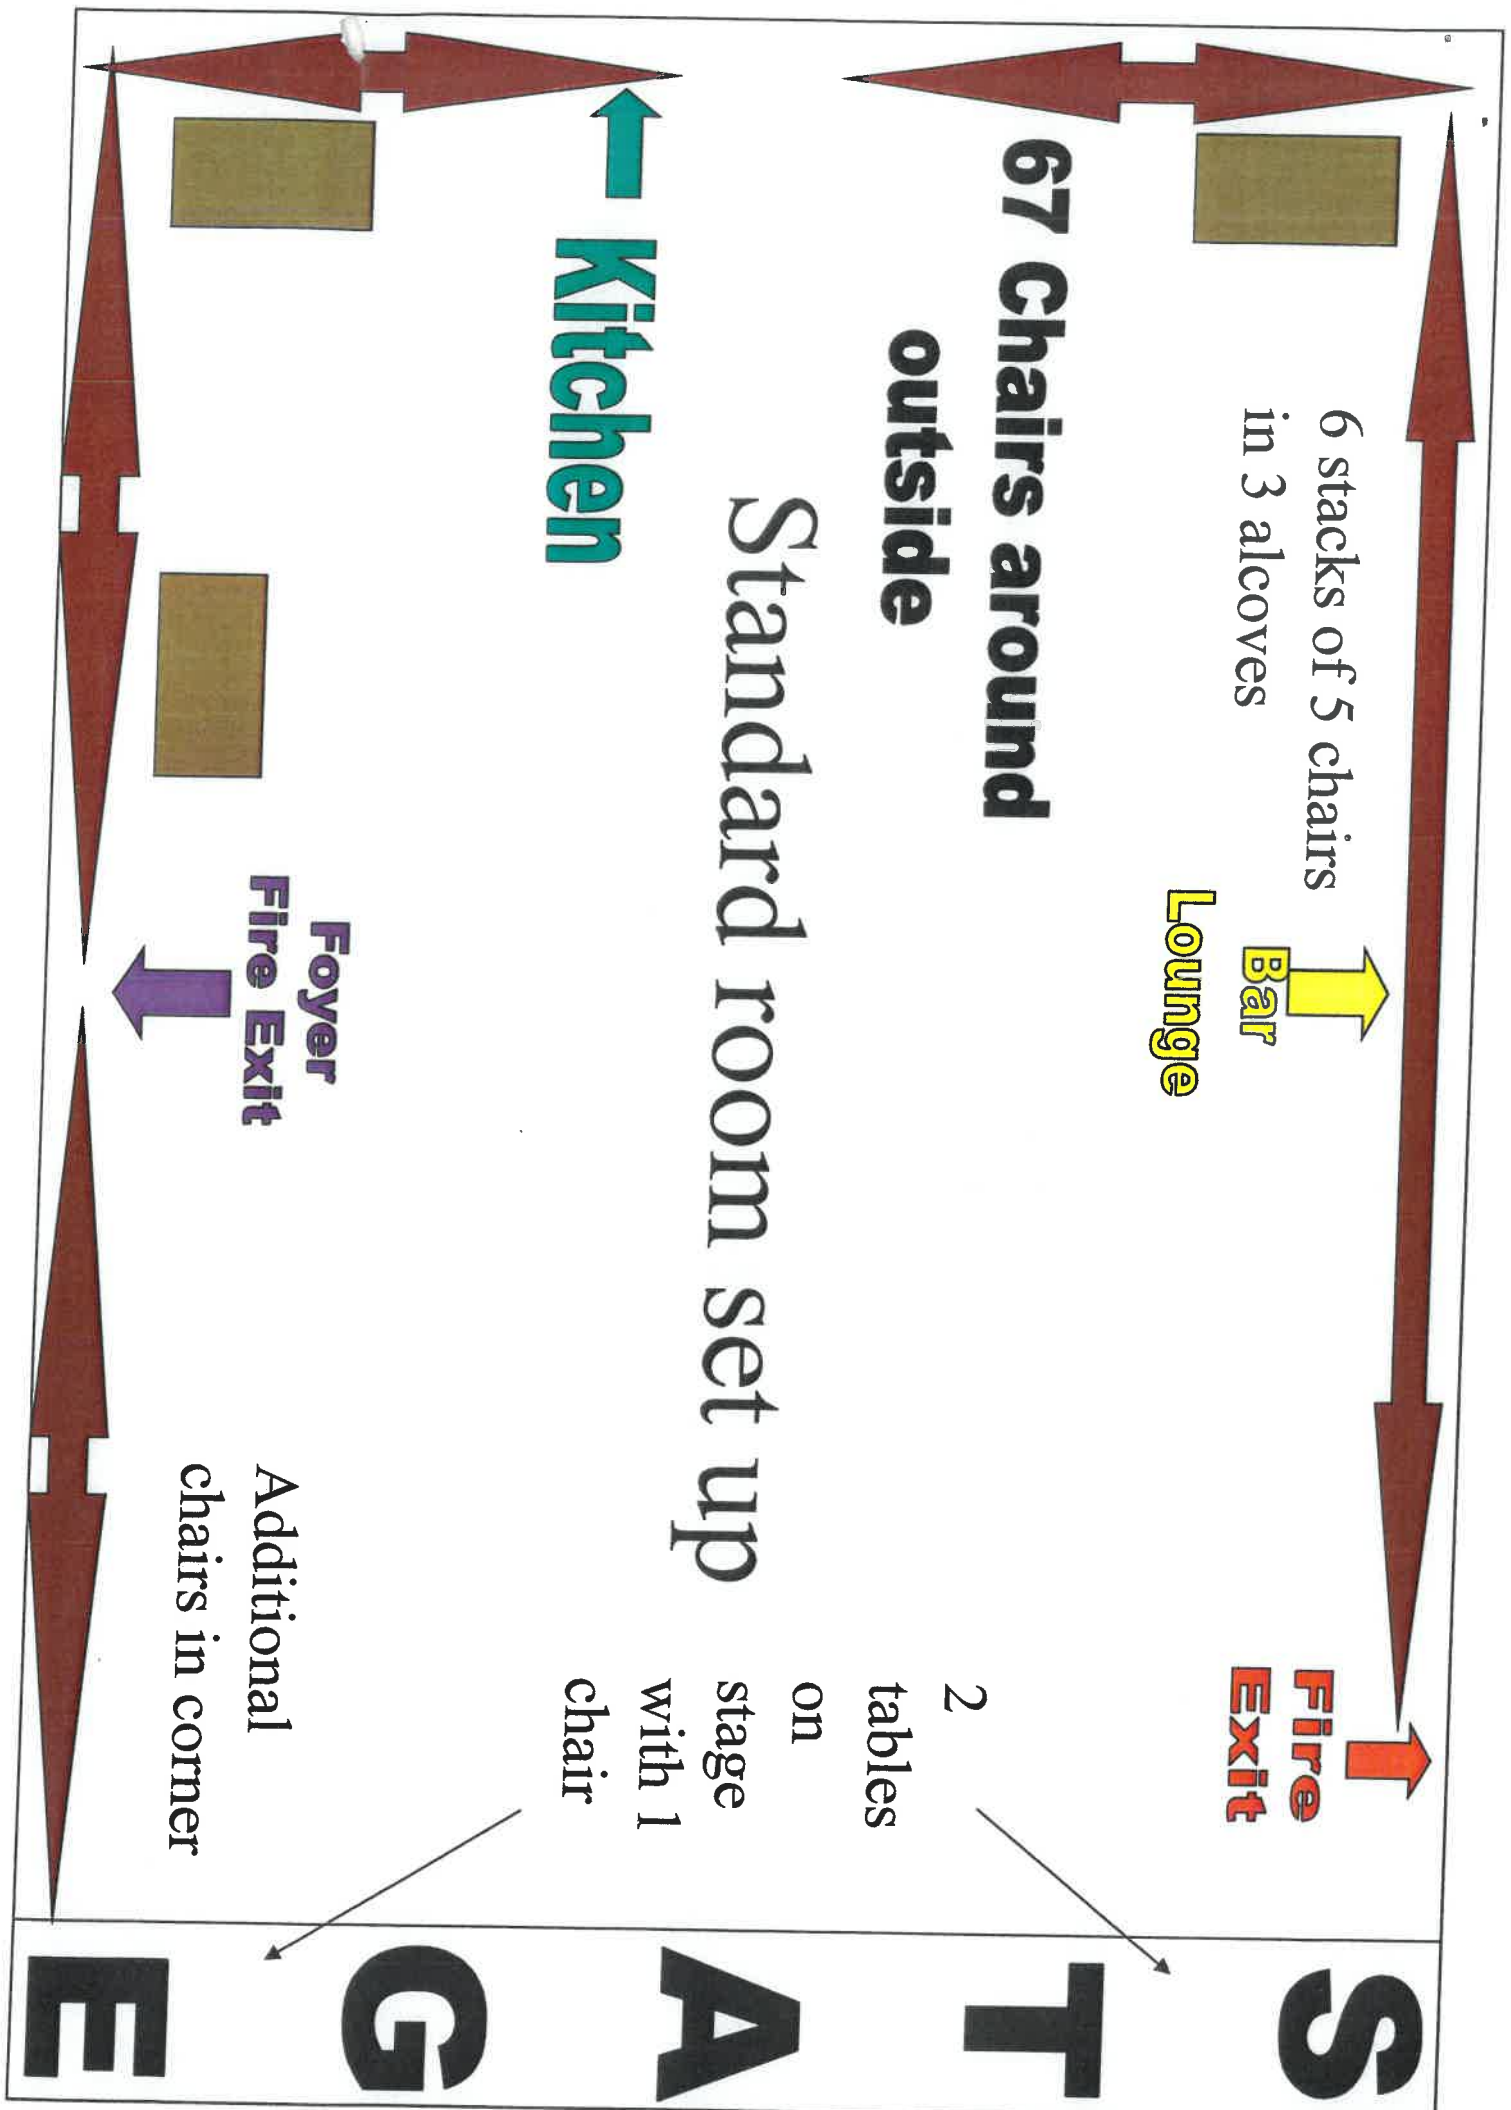 6 stacks of 5 chairs
in 3 alcoves
Bar
Lounge
Fire
Exit
67 Chairs around
outside
Standard room set up
2
tables
on
stage
with 1
chair
Kitchen
Foyer
Fire Exit
Additional
chairs in corner
S
T
A
G
E